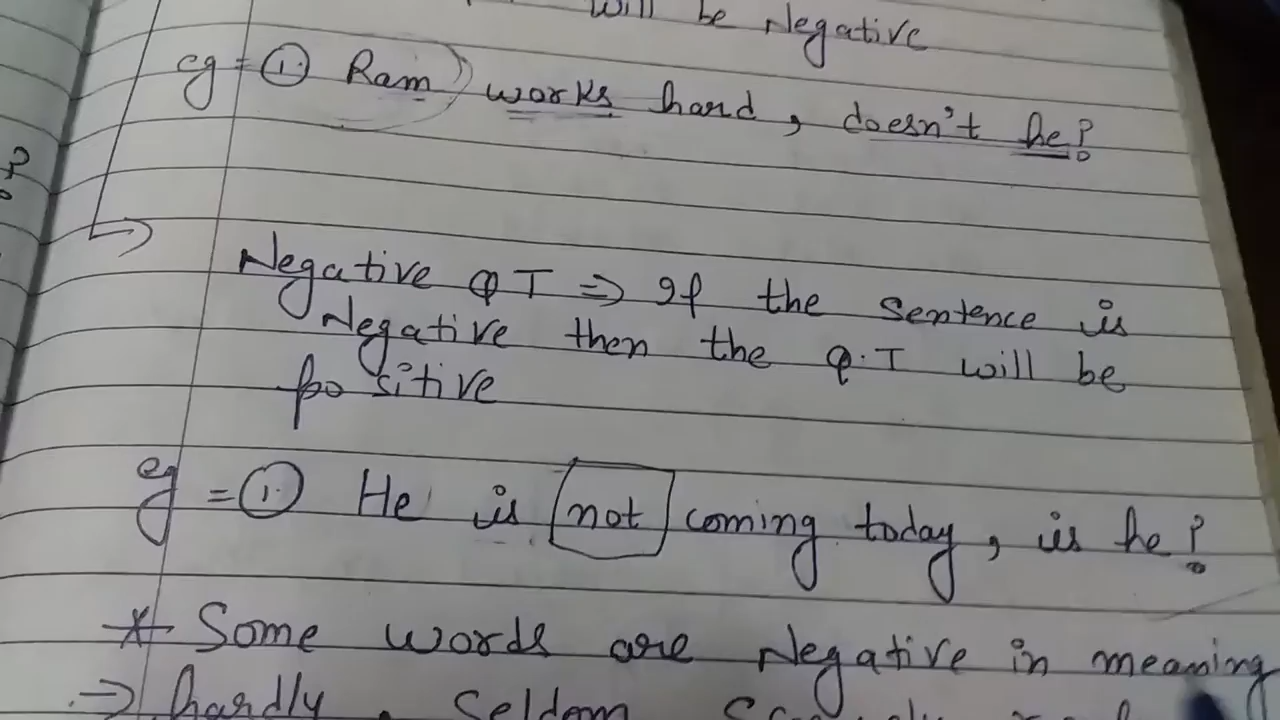 will be Negative
eg = ① Ram works hard, doesn't he?
Negative QT ⇒ If the sentence is
Negative then the Q.T will be
positive
eg = ① He is not coming today, is he?
* Some words are Negative in meaning
⇒ hardly, Seldom